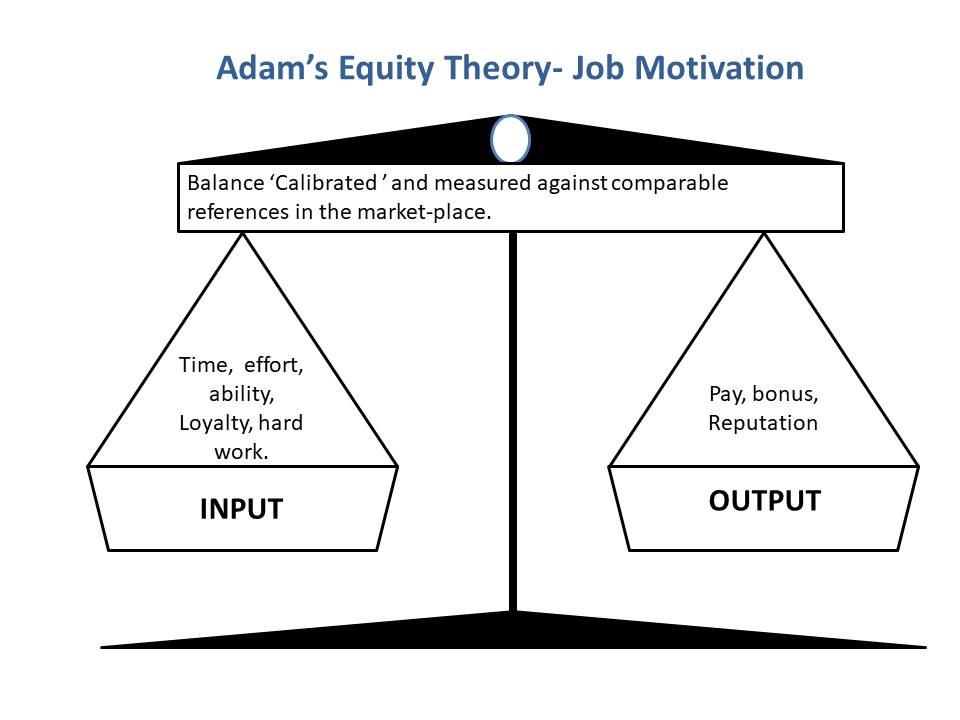 Adam’s Equity Theory- Job Motivation
Balance ‘Calibrated ’ and measured against comparable
references in the market-place.
Time, effort,
ability,
Loyalty, hard
work.
INPUT
Pay, bonus,
Reputation
OUTPUT